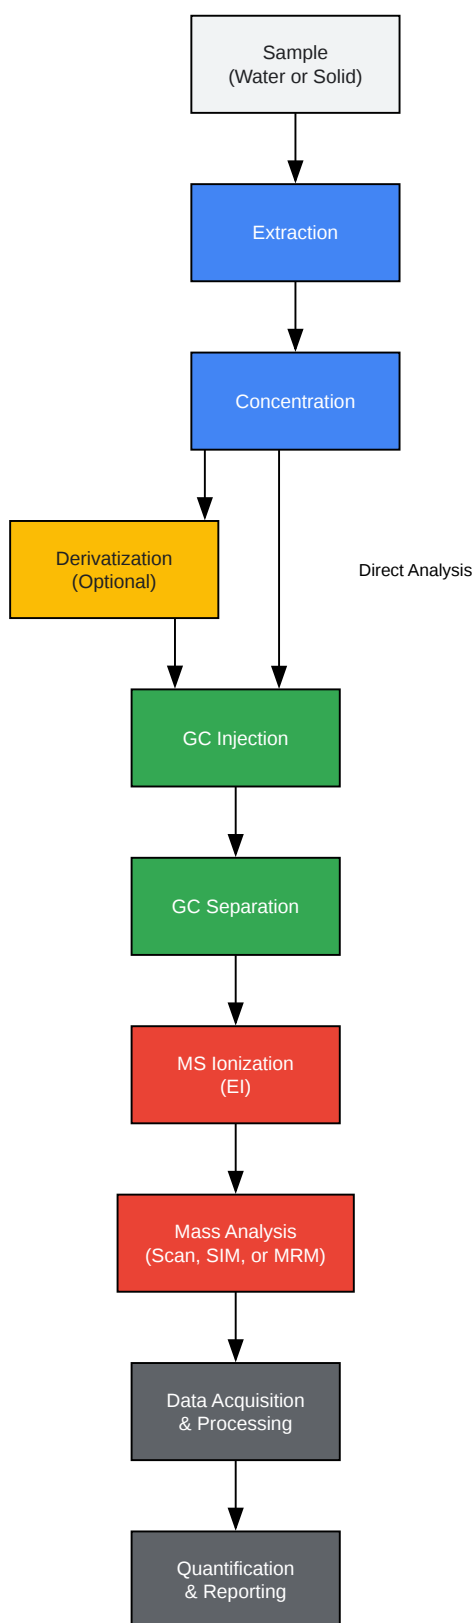 Sample
(Water or Solid)
Extraction
Concentration
Derivatization
(Optional)
Direct Analysis
GC Injection
GC Separation
MS Ionization
(EI)
Mass Analysis
(Scan, SIM, or MRM)
Data Acquisition
& Processing
Quantification
& Reporting